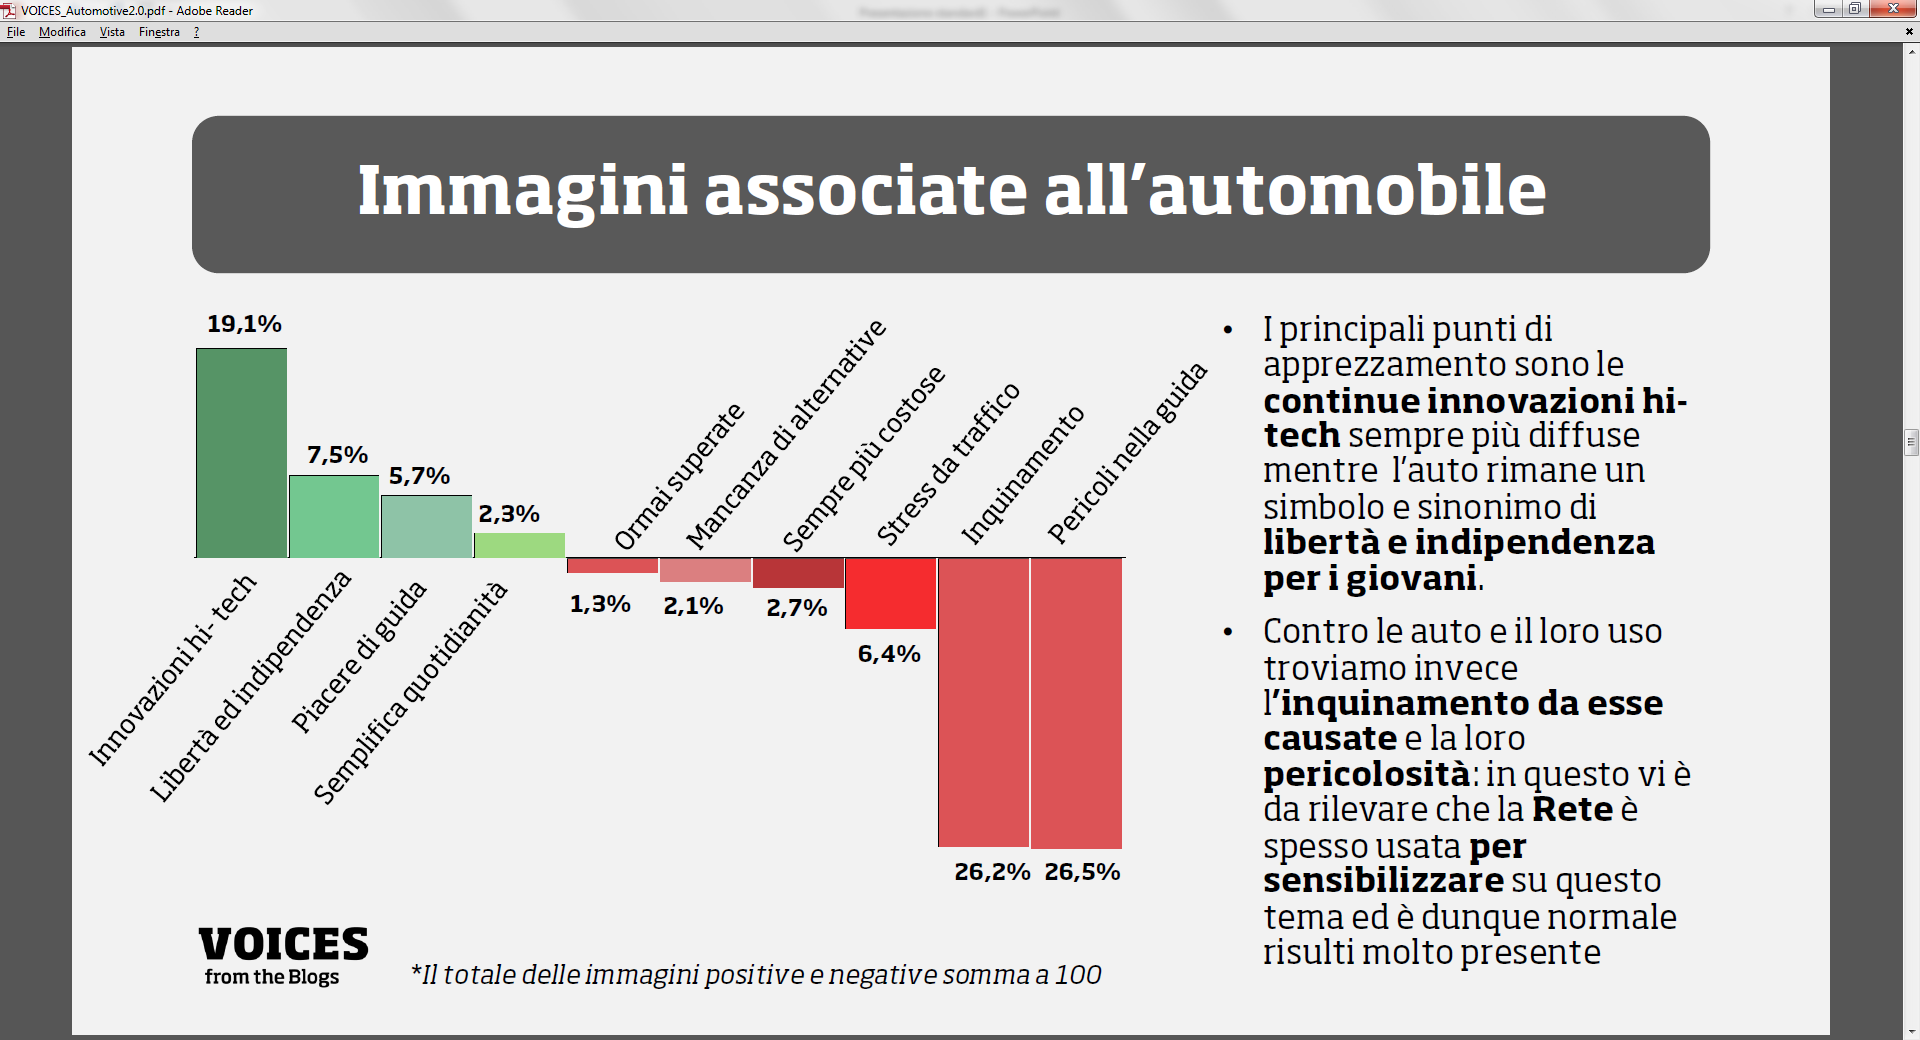 VOICES_Automotive2.0.pdf - Adobe Reader
File Modifica Vista Finestra ?
Immagini associate all’automobile
19,1%
7,5%
5,7%
2,3%
Innovazioni hi- tech
Libertà ed indipendenza
Piacere di guida
Semplifica quotidianità
Ormai superate
Mancanza di alternative
Sempre più costose
Stress da traffico
Inquinamento
Pericoli nella guida
1,3%
2,1%
2,7%
6,4%
26,2%
26,5%
• I principali punti di
apprezzamento sono le
continue innovazioni hi-
tech sempre più diffuse
mentre l’auto rimane un
simbolo e sinonimo di
libertà e indipendenza
per i giovani.
• Contro le auto e il loro uso
troviamo invece
l’inquinamento da esse
causate e la loro
pericolosità: in questo vi è
da rilevare che la Rete è
spesso usata per
sensibilizzare su questo
tema ed è dunque normale
risulti molto presente
VOICES
from the Blogs
*Il totale delle immagini positive e negative somma a 100